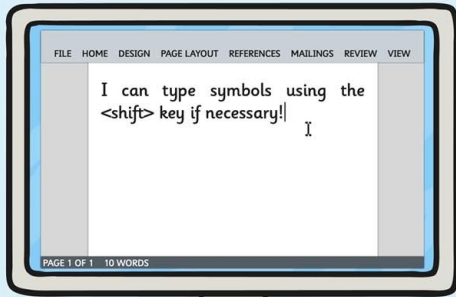 FILE HOME DESIGN PAGE LAYOUT REFERENCES MAILINGS REVIEW VIEW
I can type symbols using the
<shift> key if necessary!
PAGE 1 OF 1 10 WORDS